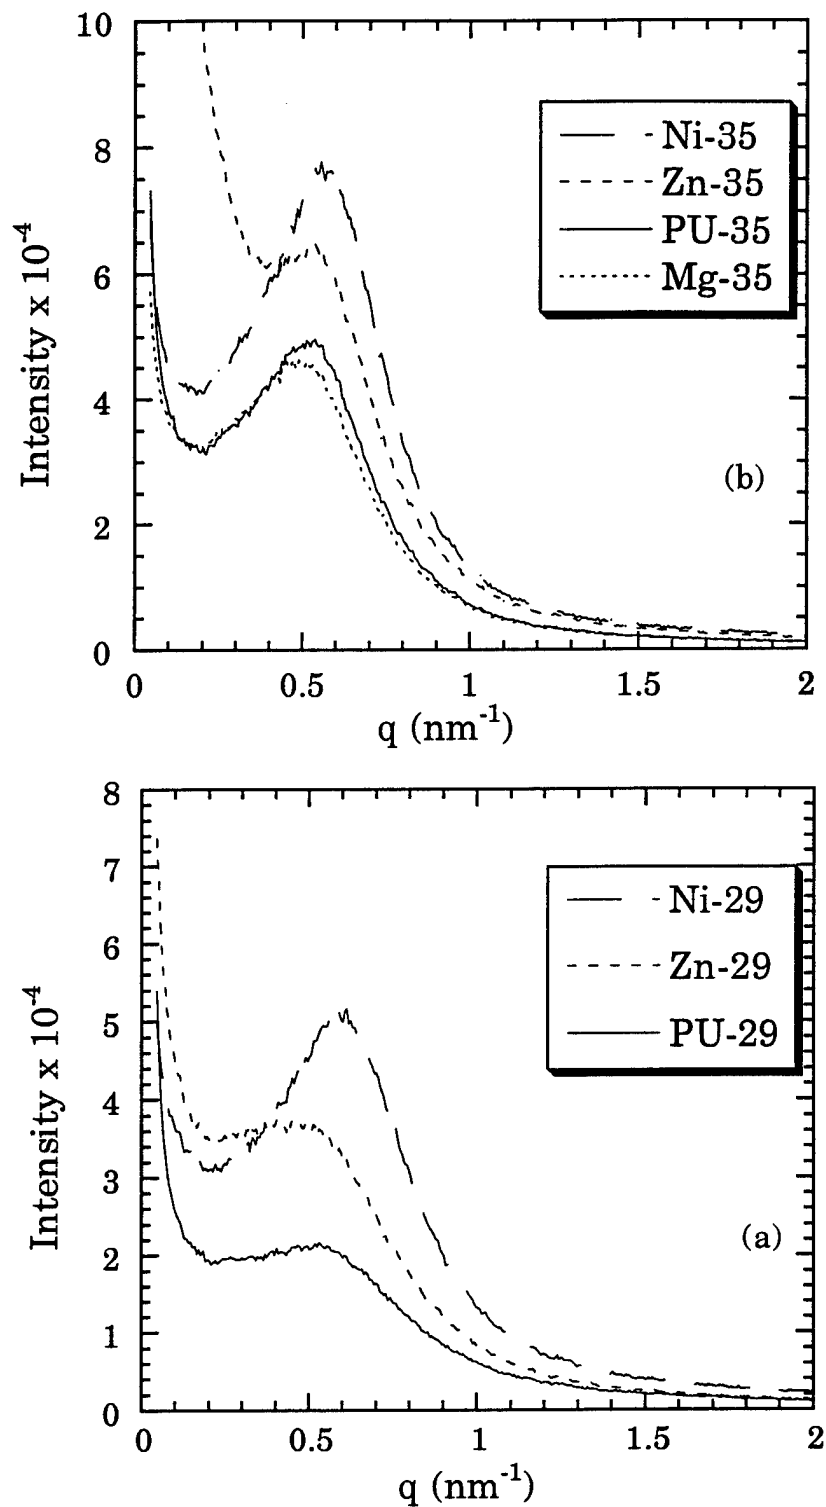 10
8
6
4
2
0
Intensity x 10-4
Ni-35
Zn-35
PU-35
Mg-35
(b)
0 0.5 1 1.5 2
q (nm-1)
8
7
6
5
4
3
2
1
0
Intensity x 10-4
Ni-29
Zn-29
PU-29
(a)
0 0.5 1 1.5 2
q (nm-1)